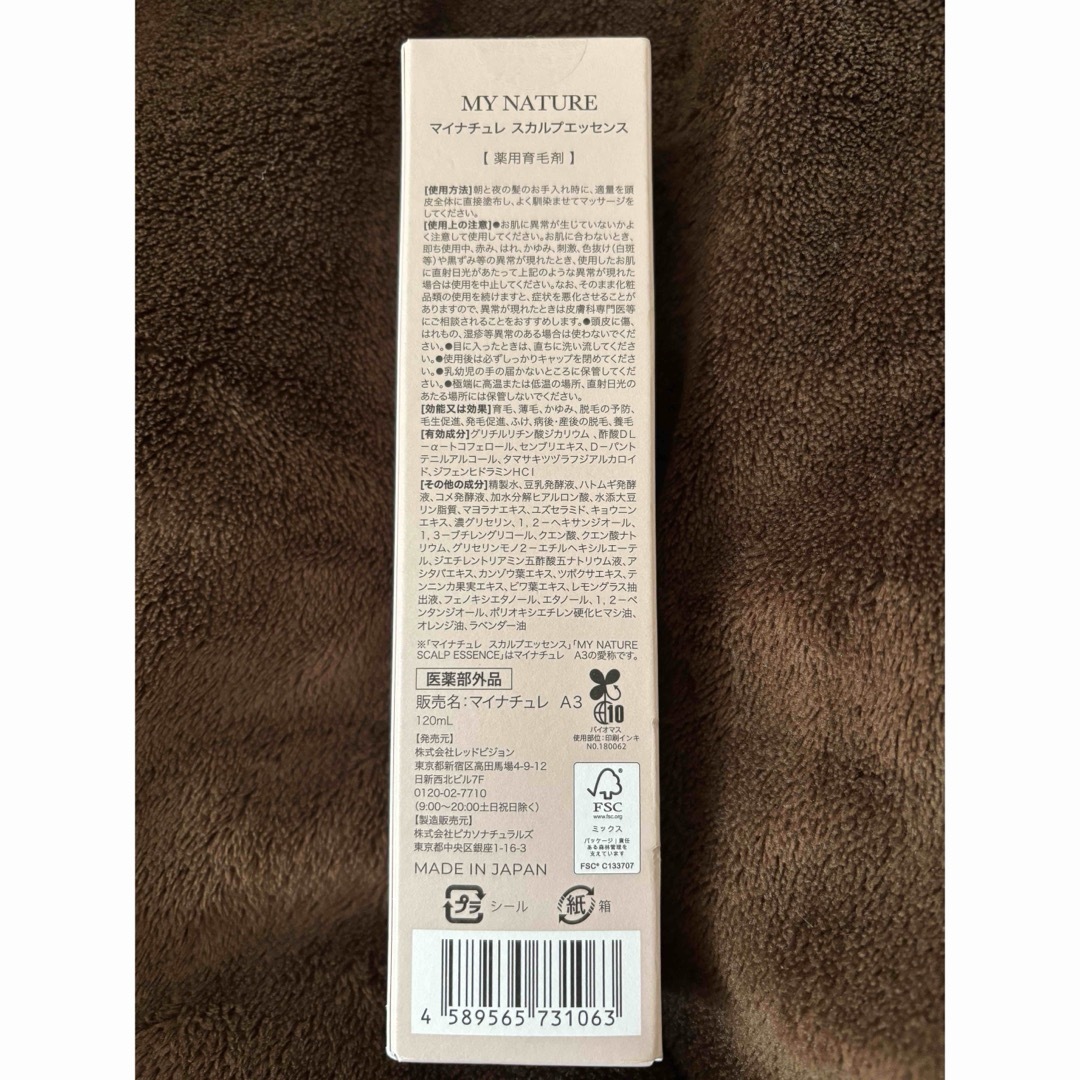 MY NATURE
マイナチュレ スカルプエッセンス
【 薬用育毛剤 】
[使用方法]朝と夜の髪のお手入れ時に、適量を頭
皮全体に直接塗布し、よく馴染ませてマッサージを
してください。
[使用上の注意]●お肌に異常が生じていないかよ
く注意して使用してください。お肌に合わないとき、
即ち使用中、赤み、はれ、かゆみ、刺激、色抜け(白斑
等)や黒ずみ等の異常が現れたとき、使用したお肌
に直射日光があたって上記のような異常が現れた
場合は使用を中止してください。なお、そのまま化粧
品類の使用を続けますと、症状を悪化させることが
ありますので、異常が現れたときは皮膚科専門医等
にご相談されることをおすすめします。●頭皮に傷、
はれもの、湿疹等異常のある場合は使わないでくだ
さい。●目に入ったときは、直ちに洗い流してくださ
い。●使用後は必ずしっかりキャップを閉めてくださ
い。●乳幼児の手の届かないところに保管してくだ
さい。●極端に高温または低温の場所、直射日光の
あたる場所には保管しないでください。
[効能又は効果]育毛、薄毛、かゆみ、脱毛の予防、
毛生促進、発毛促進、ふけ、病後・産後の脱毛、養毛
[有効成分]グリチルリチン酸ジカリウム、酢酸DL
-α-トコフェロール、センブリエキス、D-パント
テニルアルコール、タマサキツヅラフジアルカロイ
ド、ジフェンヒドラミンHCl
[その他の成分]精製水、豆乳発酵液、ハトムギ発酵
液、コメ発酵液、加水分解ヒアルロン酸、水添大豆
リン脂質、マヨラナエキス、ユズセラミド、キョウニン
エキス、濃グリセリン、1,2-ヘキサンジオール、
1,3-ブチレングリコール、クエン酸、クエン酸ナト
リウム、グリセリンモノ2-エチルヘキシルエーテ
ル、ジエチレントリアミン五酢酸五ナトリウム液、ア
シタバエキス、カンゾウ葉エキス、ツボクサエキス、テ
ンニンカ果実エキス、ビワ葉エキス、レモングラス抽
出液、フェノキシエタノール、エタノール、1,2-ペ
ンタンジオール、ポリオキシエチレン硬化ヒマシ油、
オレンジ油、ラベンダー油
※「マイナチュレ スカルプエッセンス」「MY NATURE
SCALP ESSENCE」はマイナチュレ A3の愛称です。
医薬部外品
販売名:マイナチュレ A3
120mL
10
バイオマス
使用部位:印刷インキ
NO.180062
【発売元】
株式会社レッドビジョン
東京都新宿区高田馬場4-9-12
日新西北ビル7F
0120-02-7710
(9:00~20:00土日祝日除く)
【製造販売元】
株式会社ピカソナチュラルズ
東京都中央区銀座1-16-3
MADE IN JAPAN
FSC
www.fsc.org
ミックス
パッケージ|責任
ある森林管理を
支えています
FSC® C133707
プラ シール
紙 箱
4 589565 731063